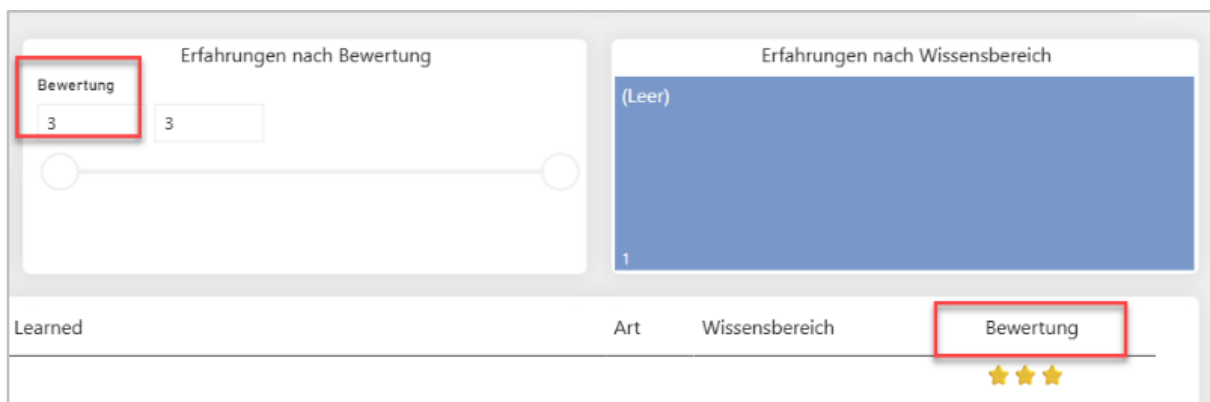 Erfahrungen nach Bewertung
Bewertung
3 3
Erfahrungen nach Wissensbereich
(Leer)
1
Learned Art Wissensbereich Bewertung